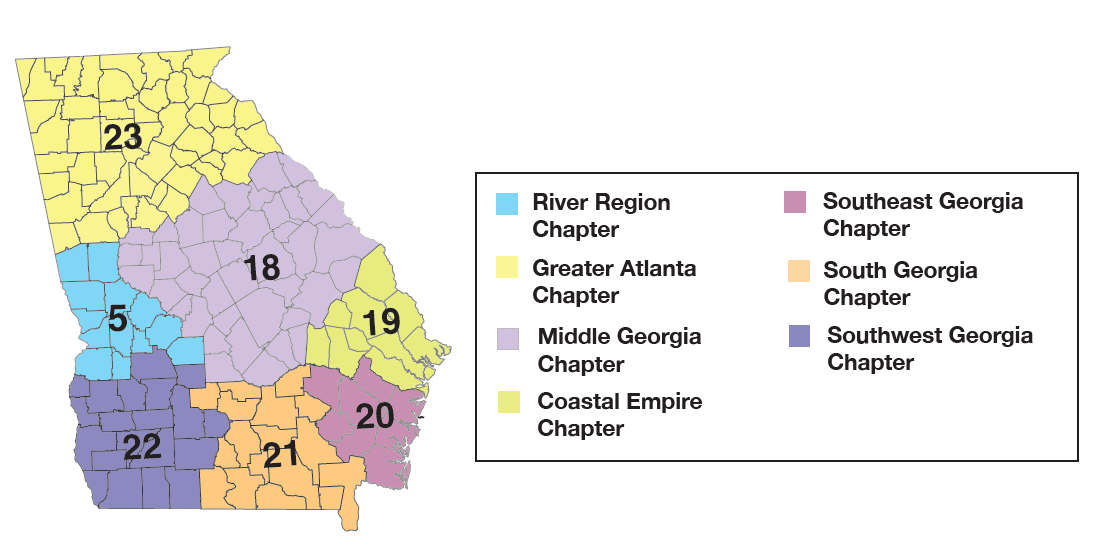 23
18
5
19
20
22
21
River Region
Chapter
Greater Atlanta
Chapter
Middle Georgia
Chapter
Coastal Empire
Chapter
Southeast Georgia
Chapter
South Georgia
Chapter
Southwest Georgia
Chapter